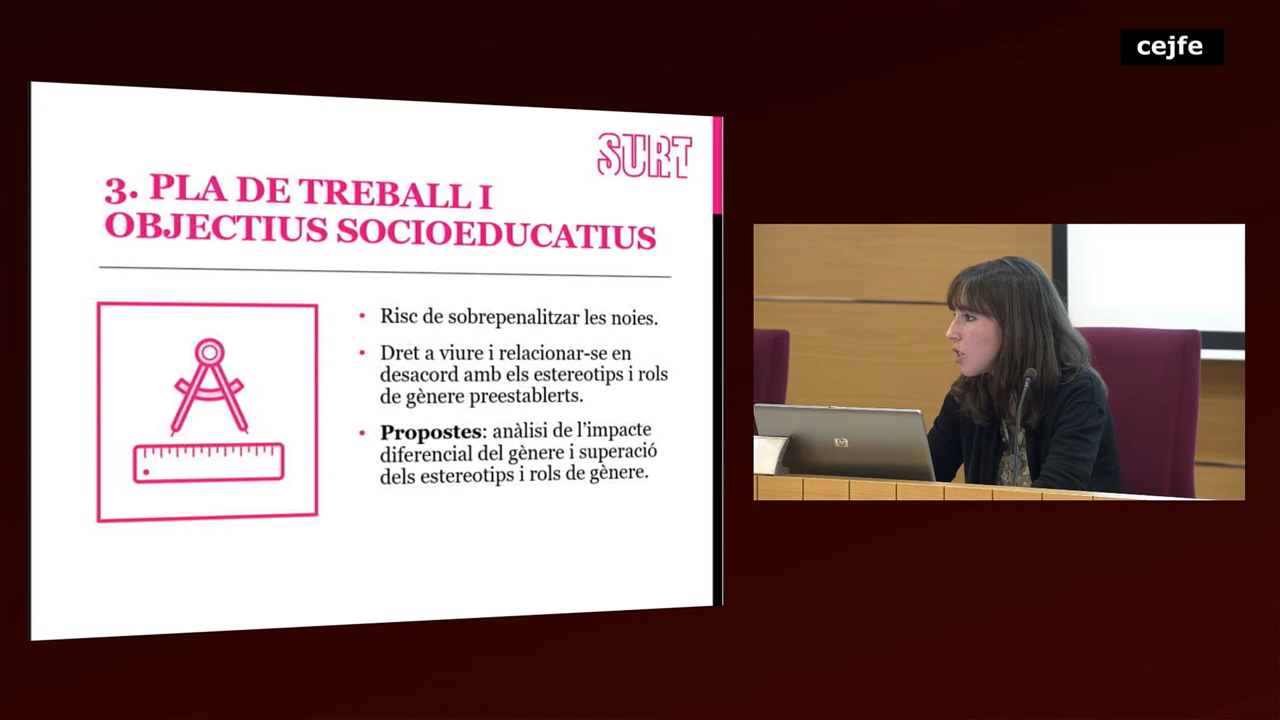 cejfe
SURT
3. PLA DE TREBALL I
OBJECTIUS SOCIOEDUCATIUS
• Risc de sobrepenalitzar les noies.
• Dret a viure i relacionar-se en
desacord amb els estereotips i rols
de gènere preestablerts.
• Propostes: anàlisi de l'impacte
diferencial del gènere i superació
dels estereotips i rols de gènere.
hp